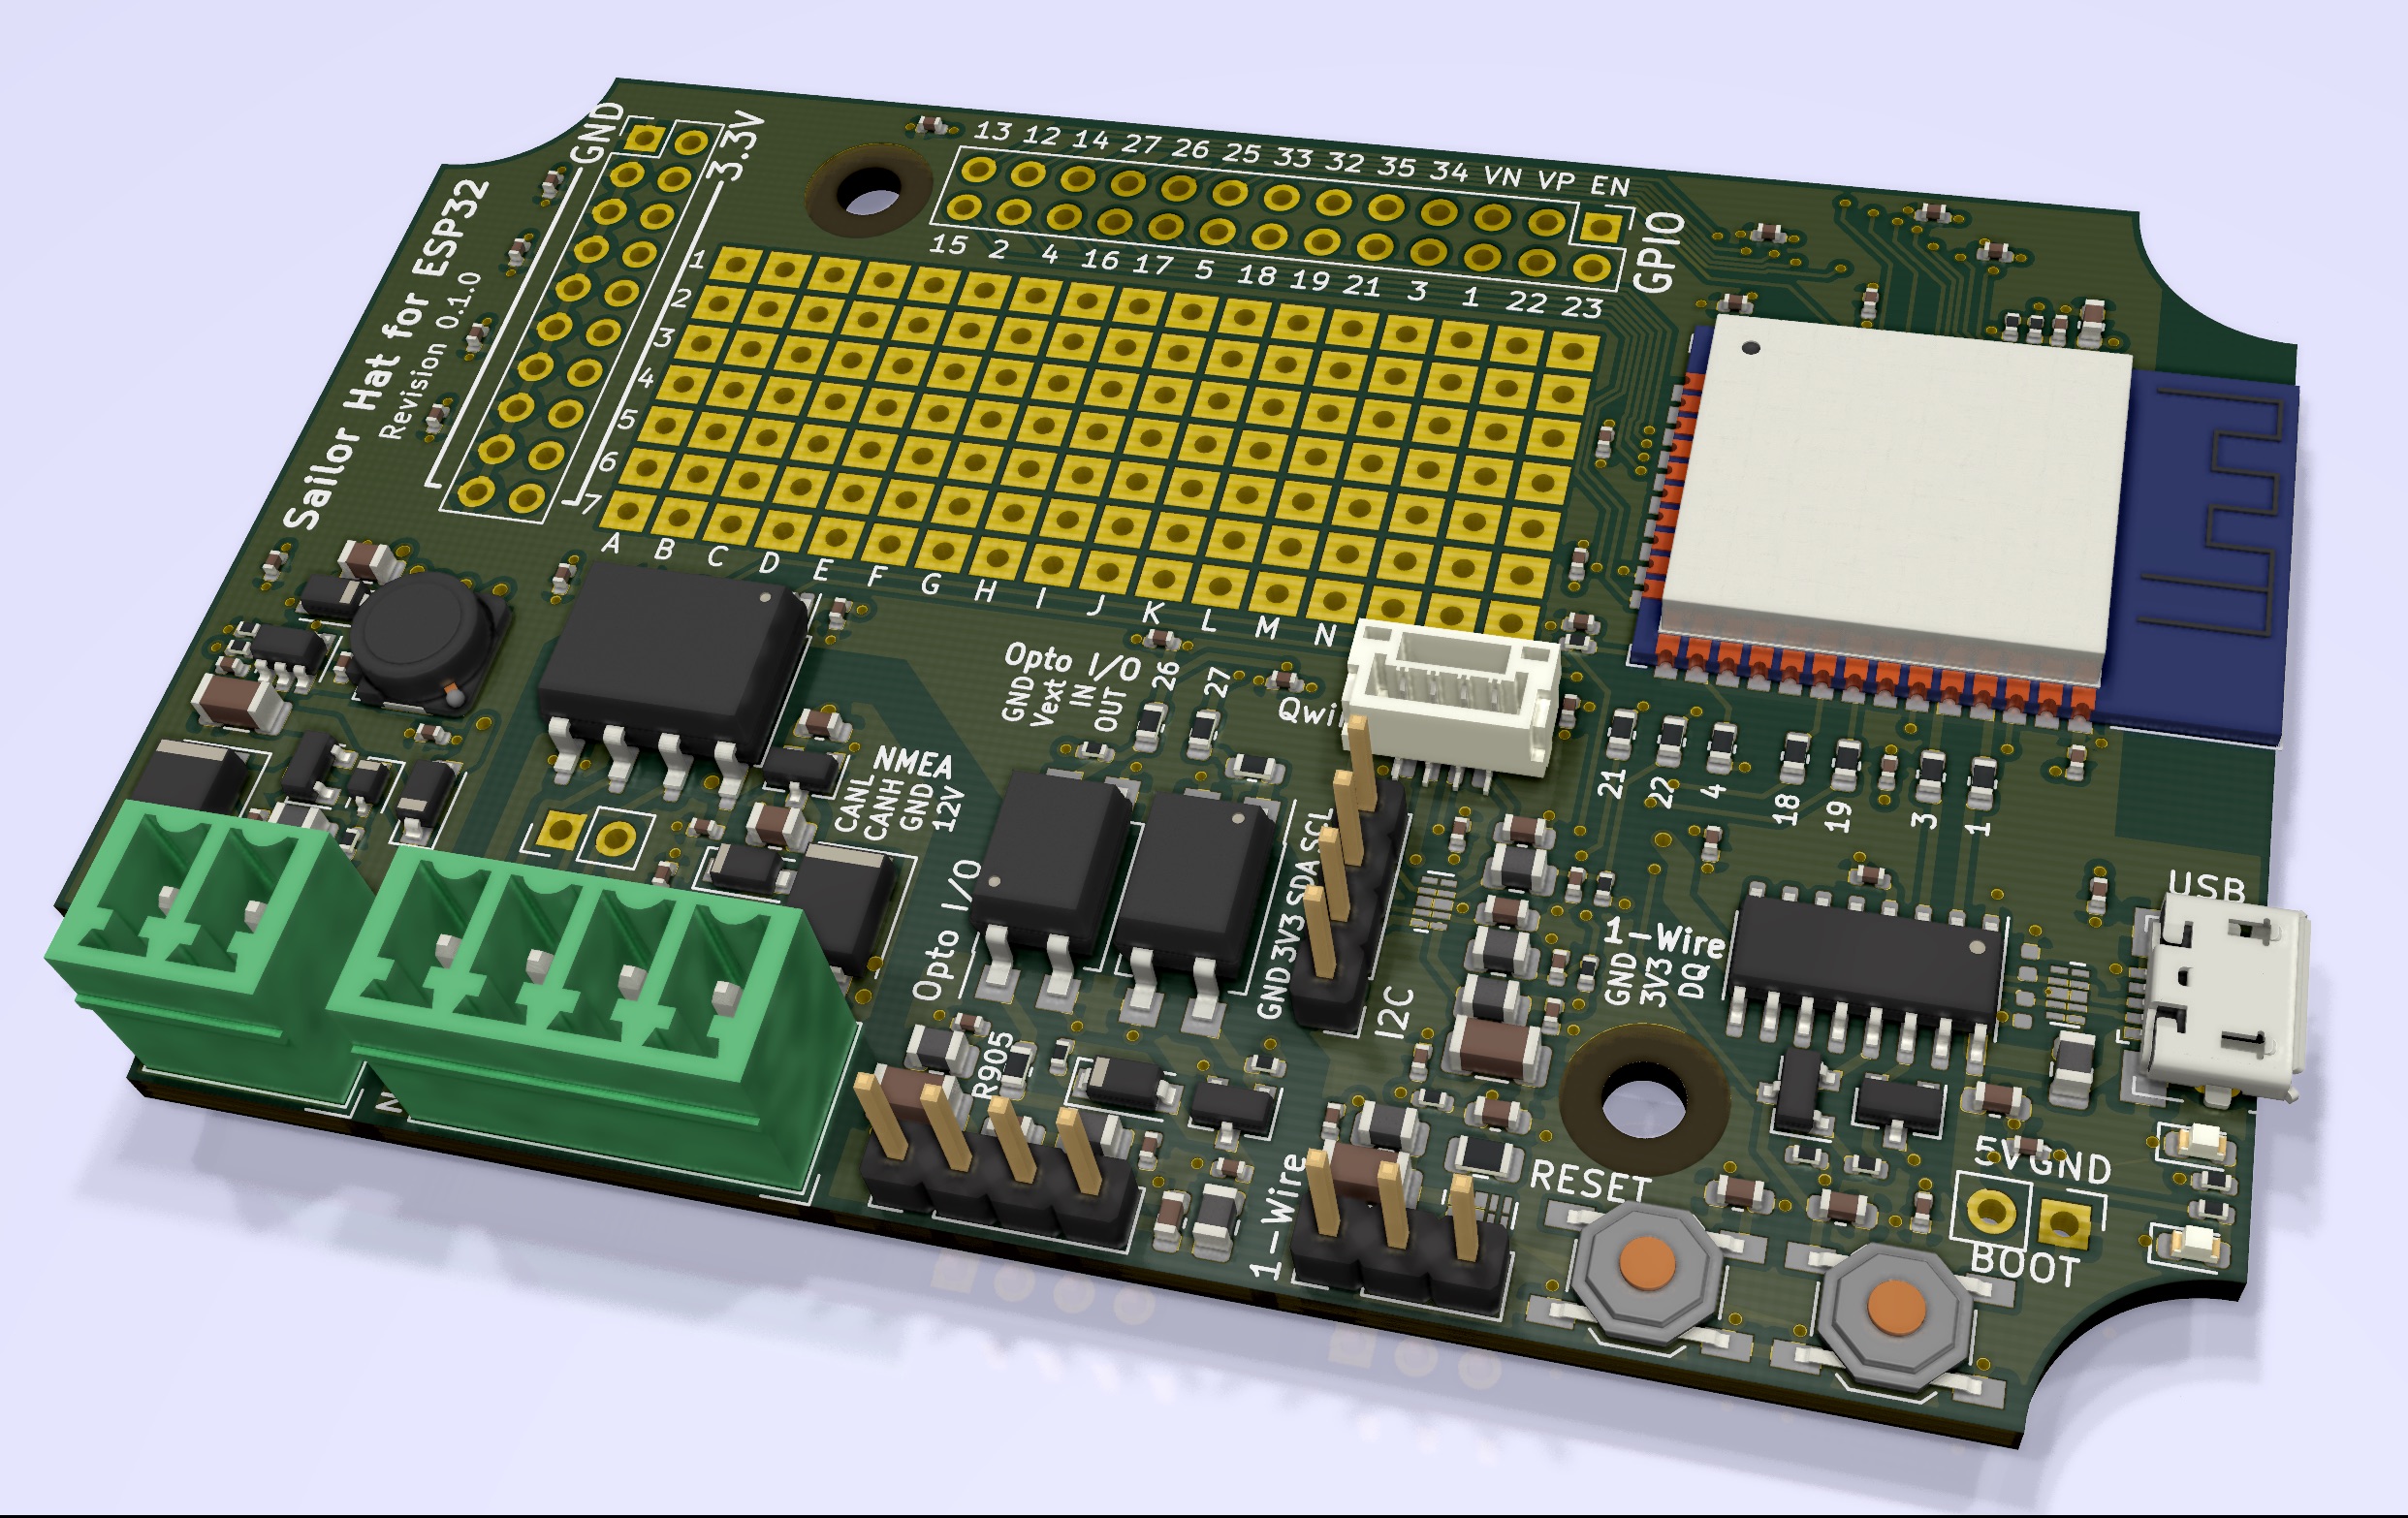 Sailor Hat for ESP32
Revision 0.1.0
GND
3.3V
13 12 14 27 26 25 33 32 35 34 VN VP EN
15 2 4 16 17 5 18 19 21 3 1 22 23
GPIO
1
2
3
4
5
6
7
A B C D E F G H I J K L M N
Opto I/O
GND
Vext
IN
OUT
26
27
NMEA
CANL
CANH
GND
12V
Opto I/O
R905
GND 3V3 SDA SCL
I2C
21
22
4
18
19
3
1
1-Wire
GND
3V3
DQ
USB
1-Wire
RESET
5V GND
BOOT